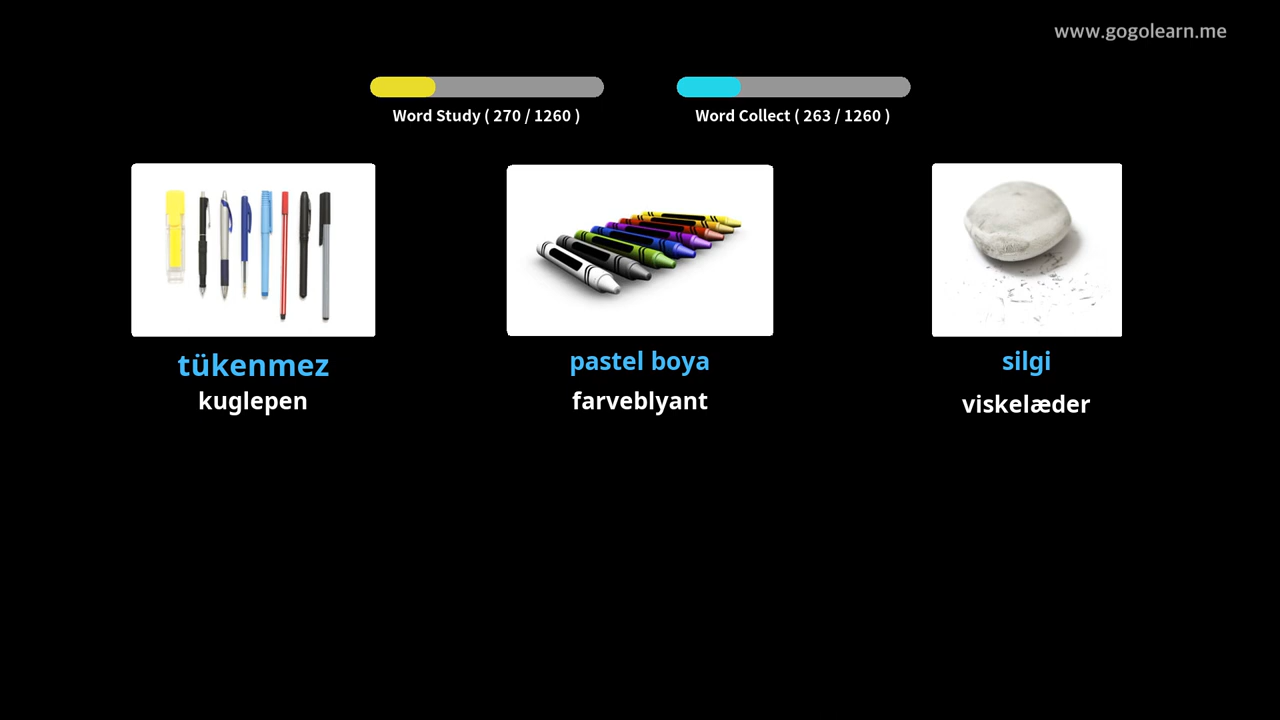 www.gogolearn.me
Word Study ( 270 / 1260 )
Word Collect ( 263 / 1260 )
tükenmez
kuglepen
pastel boya
farveblyant
silgi
viskelæder